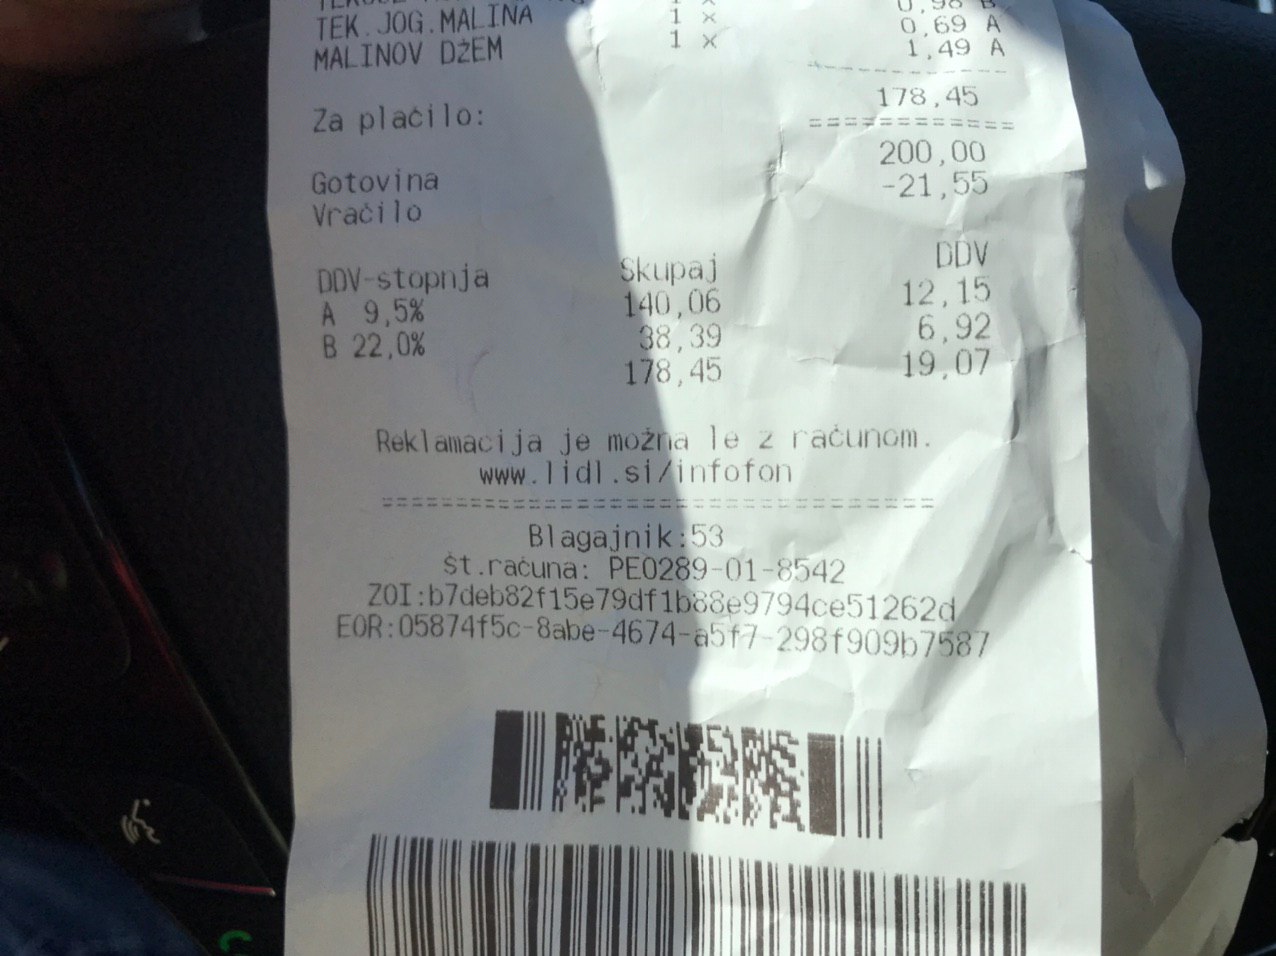 1 x 0,98 B
TEK.JOG.MALINA 1 x 0,69 A
MALINOV DŽEM 1 x 1,49 A
Za plačilo: 178,45
Gotovina 200,00
Vračilo -21,55
DDV-stopnja Skupaj DDV
A 9,5% 140,06 12,15
B 22,0% 38,39 6,92
178,45 19,07
Reklamacija je možna le z računom.
www.lidl.si/infofon
Blagajnik:53
Št.računa: PE0289-01-8542
ZOI:b7deb82f15e79df1b88e9794ce51262d
EOR:05874f5c-8abe-4674-a5f7-298f909b7587